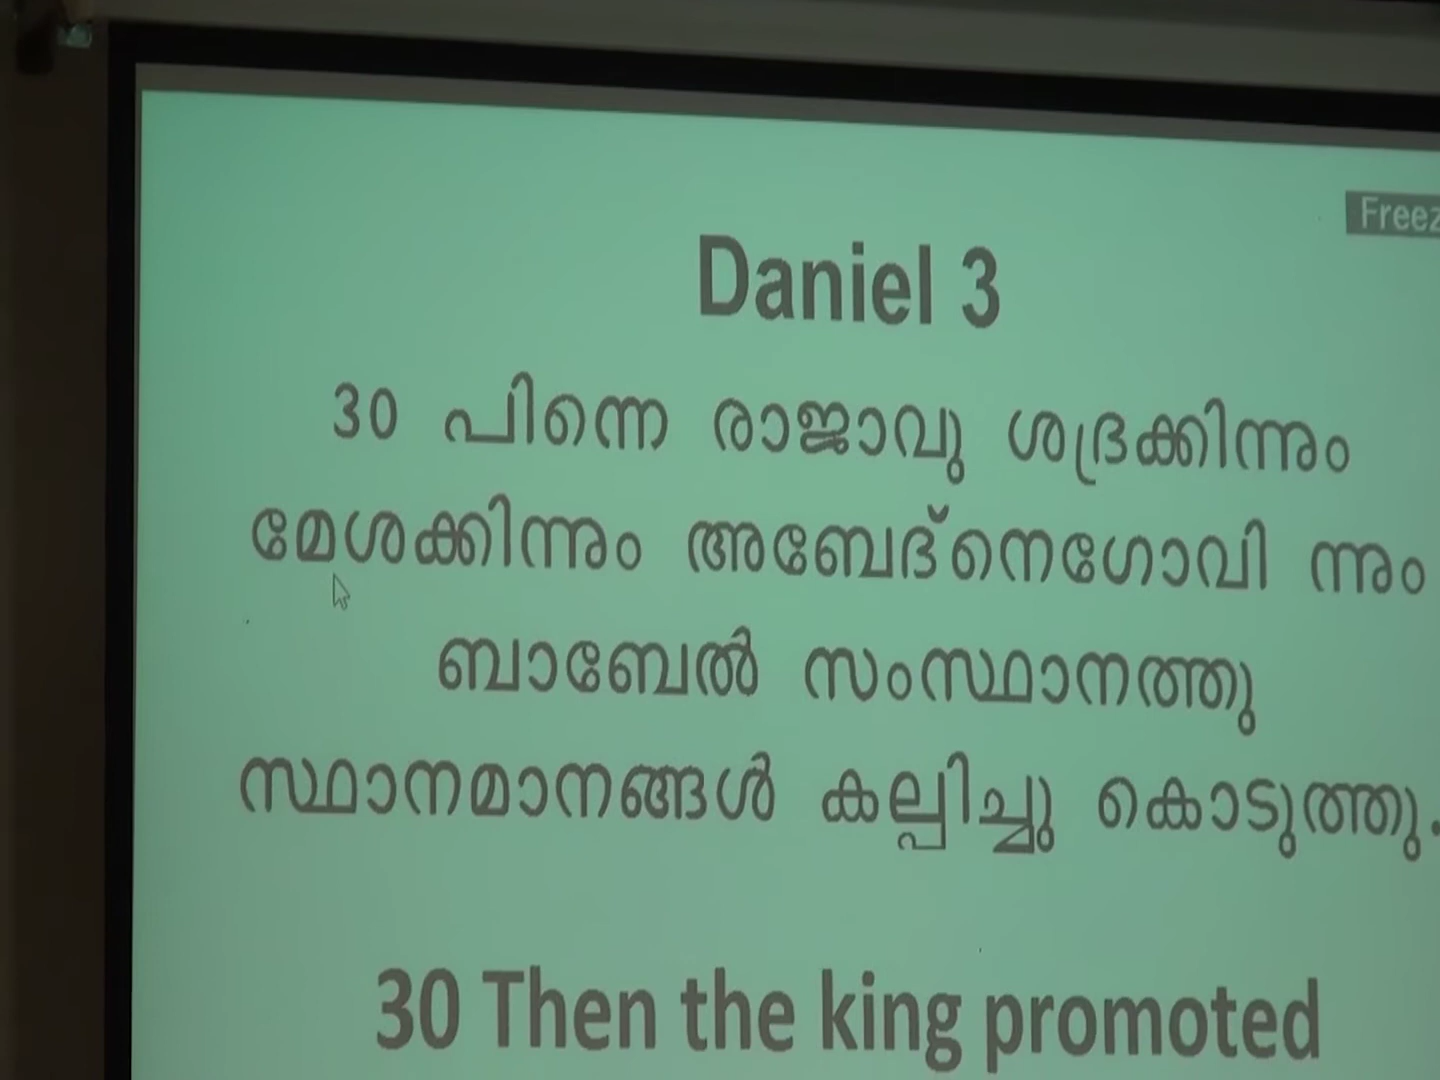 Freez
Daniel 3
30 പിന്നെ രാജാവു ശദ്രക്കിന്നും
മേശക്കിന്നും അബേദ്നെഗോവി ന്നും
ബാബേൽ സംസ്ഥാനത്തു
സ്ഥാനമാനങ്ങൾ കല്പിച്ചു കൊടുത്തു.
30 Then the king promoted